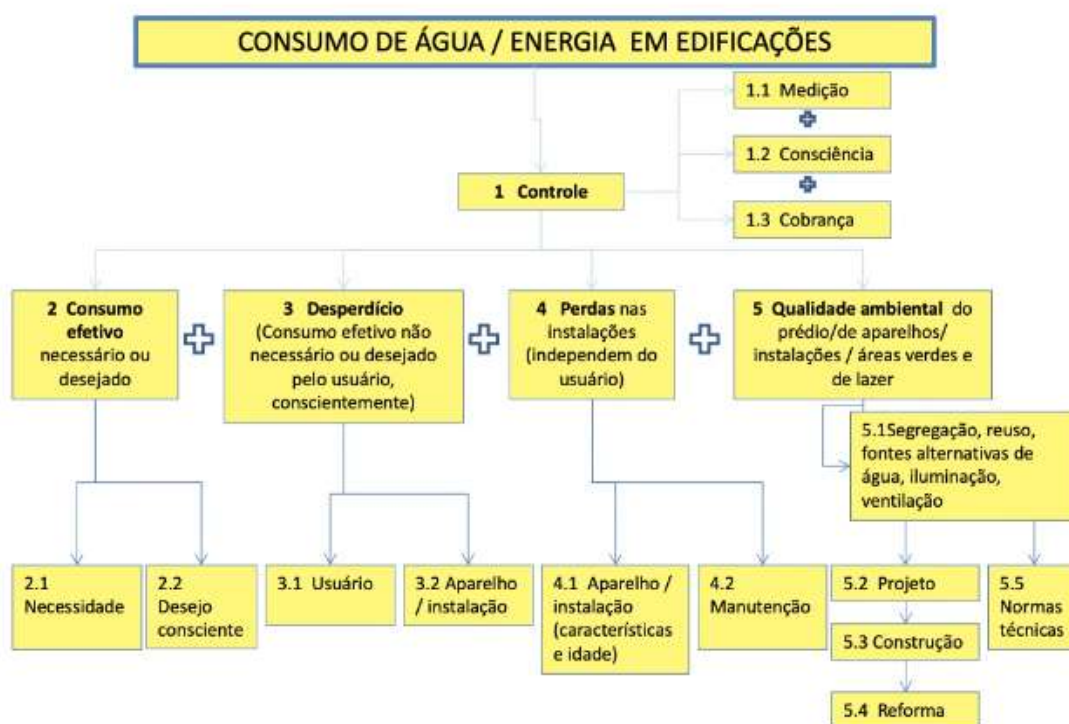 CONSUMO DE ÁGUA / ENERGIA EM EDIFICAÇÕES
1.1 Medição
1.2 Consciência
1 Controle
1.3 Cobrança
2 Consumo
efetivo
necessário ou
desejado
3 Desperdício
(Consumo efetivo não
necessário ou desejado
pelo usuário,
conscientemente)
4 Perdas nas
instalações
(independem do
usuário)
5 Qualidade ambiental do
prédio/de aparelhos/
instalações / áreas verdes e
de lazer
5.1Segregação, reuso,
fontes alternativas de
água, iluminação,
ventilação
2.1
Necessidade
2.2
Desejo
consciente
3.1 Usuário
3.2 Aparelho
/ instalação
4.1 Aparelho /
instalação
(características
e idade)
4.2
Manutenção
5.2 Projeto
5.3 Construção
5.4 Reforma
5.5
Normas
técnicas